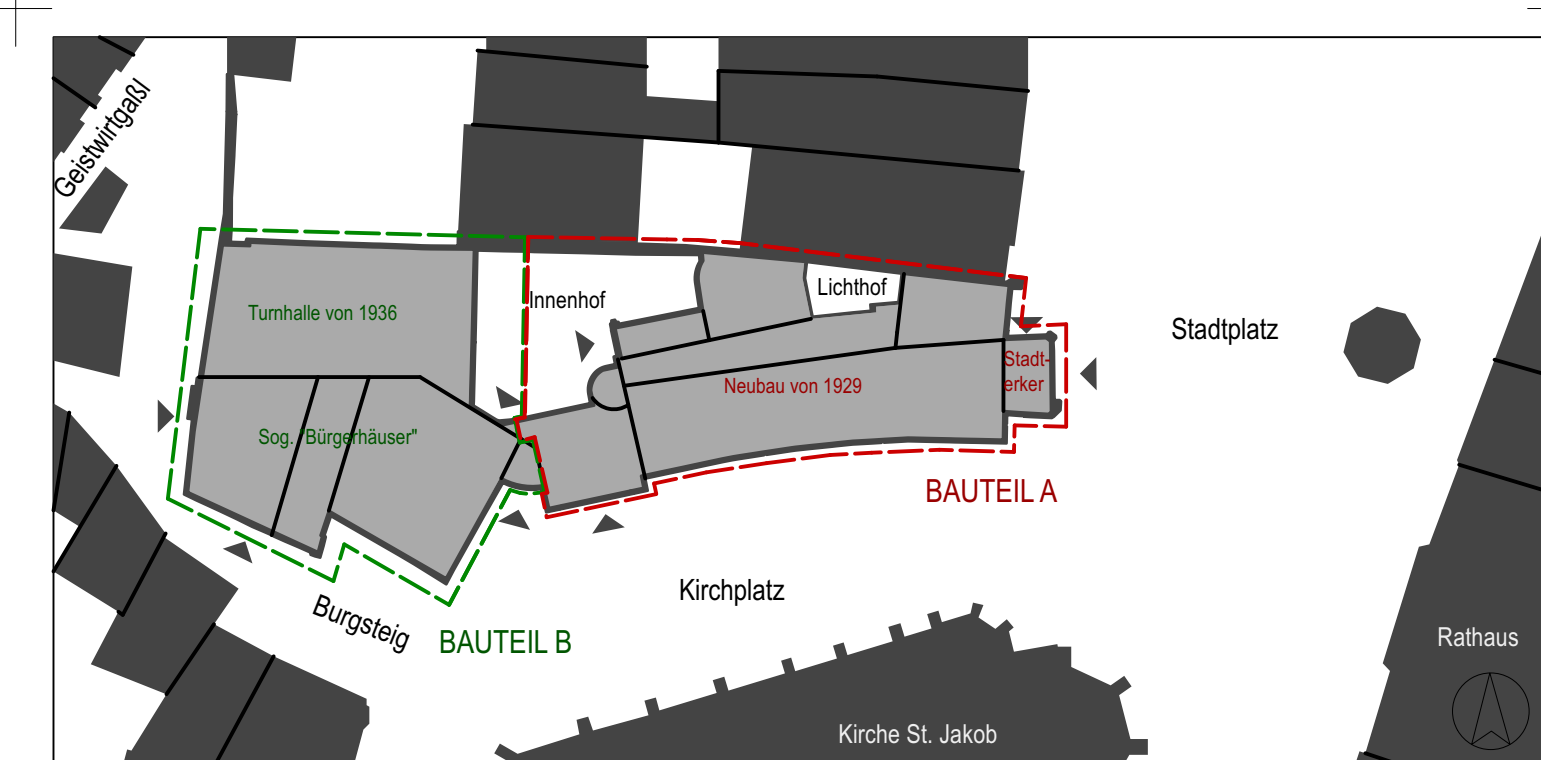 Geistwirtgaßl
Turnhalle von 1936
Innenhof
Lichthof
Stadtplatz
Stadt-
erker
Neubau von 1929
Sog. "Bürgerhäuser"
BAUTEIL A
Kirchplatz
Burgsteig
BAUTEIL B
Rathaus
Kirche St. Jakob